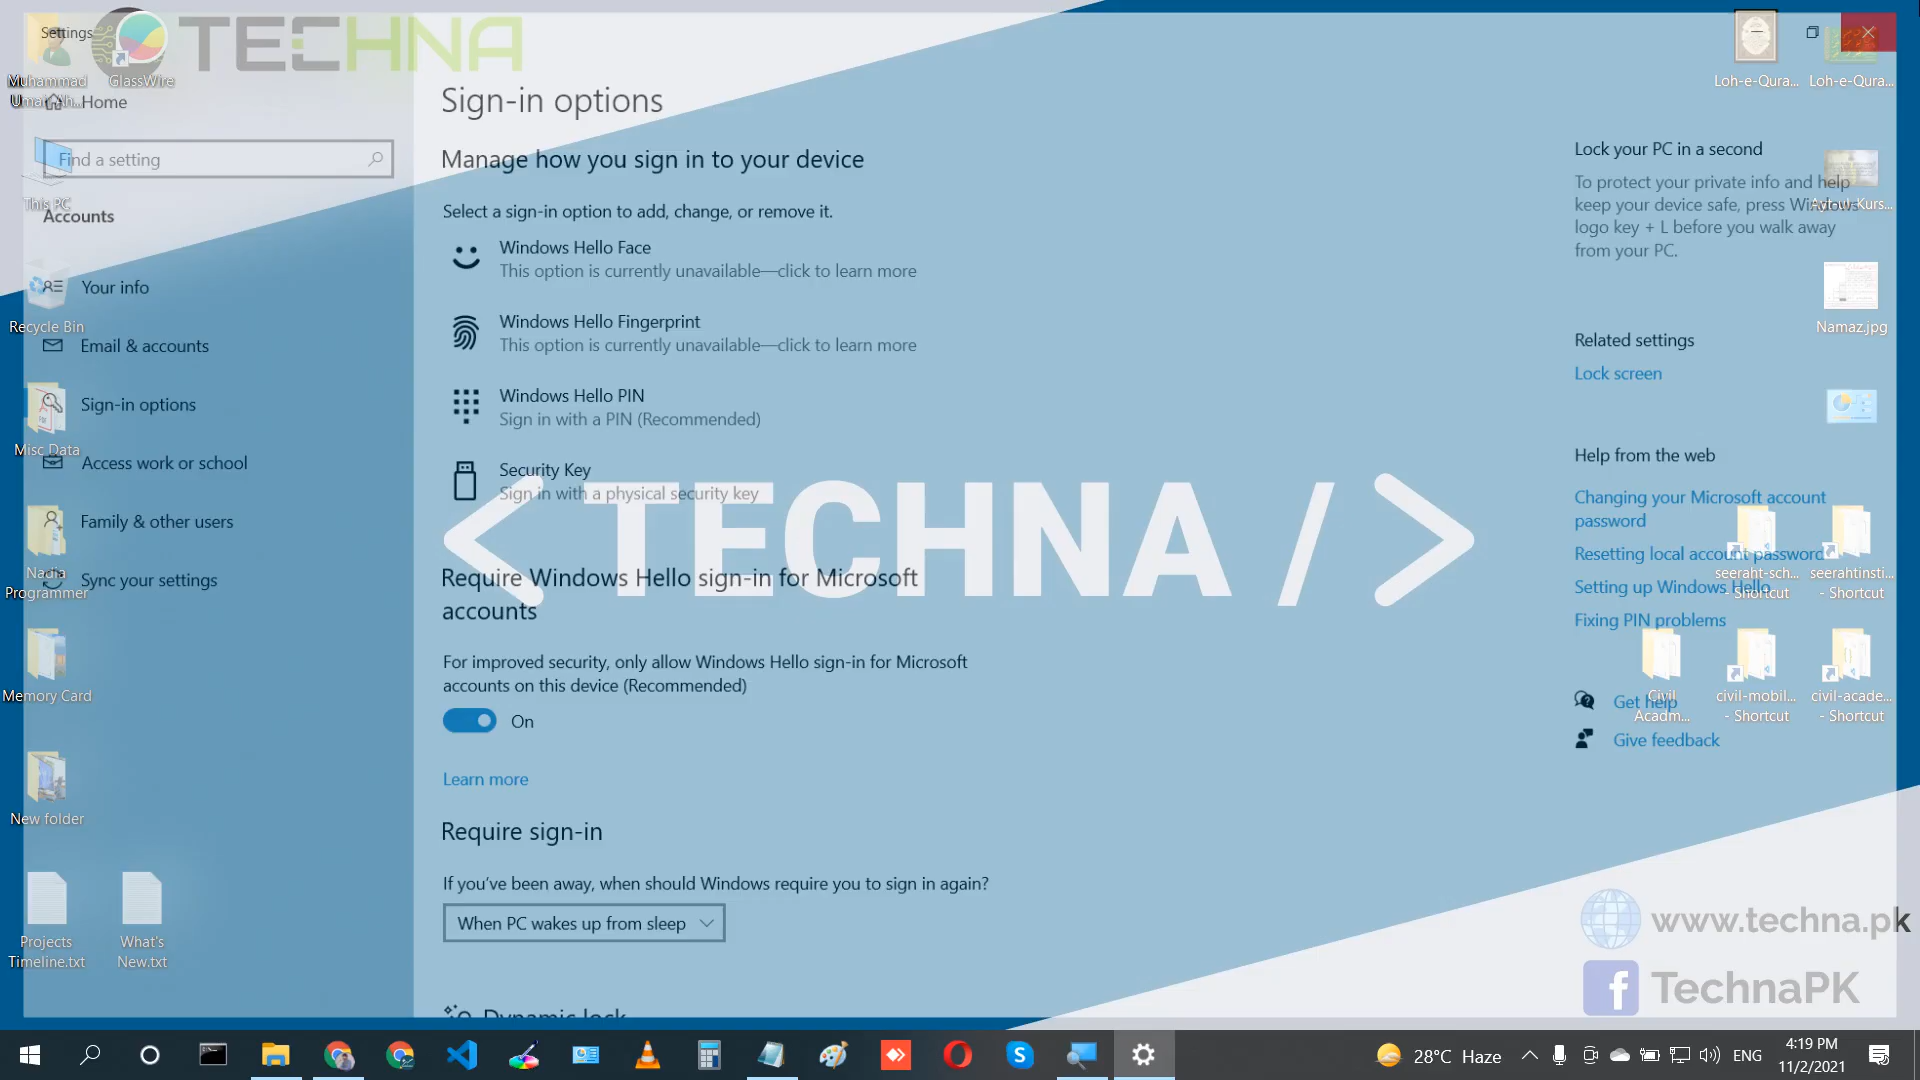 Settings
TECHNA
Muhammad
Umair Ah...
GlassWire
Home
Find a setting
This PC
Accounts
Your info
Recycle Bin
Email & accounts
Sign-in options
Misc Data
Access work or school
Family & other users
Nadia
Programmer
Sync your settings
Memory Card
New folder
Projects
Timeline.txt
What's
New.txt
Sign-in options
Manage how you sign in to your device
Select a sign-in option to add, change, or remove it.
Windows Hello Face
This option is currently unavailable—click to learn more
Windows Hello Fingerprint
This option is currently unavailable—click to learn more
Windows Hello PIN
Sign in with a PIN (Recommended)
Security Key
Sign in with a physical security key
< TECHNA / >
Require Windows Hello sign-in for Microsoft
accounts
For improved security, only allow Windows Hello sign-in for Microsoft
accounts on this device (Recommended)
On
Learn more
Require sign-in
If you've been away, when should Windows require you to sign in again?
When PC wakes up from sleep
Dynamic lock
Loh-e-Qura...
Loh-e-Qura...
Lock your PC in a second
To protect your private info and help
keep your device safe, press Windows
logo key + L before you walk away
from your PC.
Namaz.jpg
Related settings
Lock screen
Help from the web
Changing your Microsoft account
password
Resetting local account password
Setting up Windows Hello
Fixing PIN problems
seeraht-sch...
- Shortcut
seerahtinsti...
- Shortcut
Get help
Civil
Acadm...
civil-mobil...
- Shortcut
civil-acade...
- Shortcut
Give feedback
www.techna.pk
f TechnaPK
28°C Haze
ENG
4:19 PM
11/2/2021